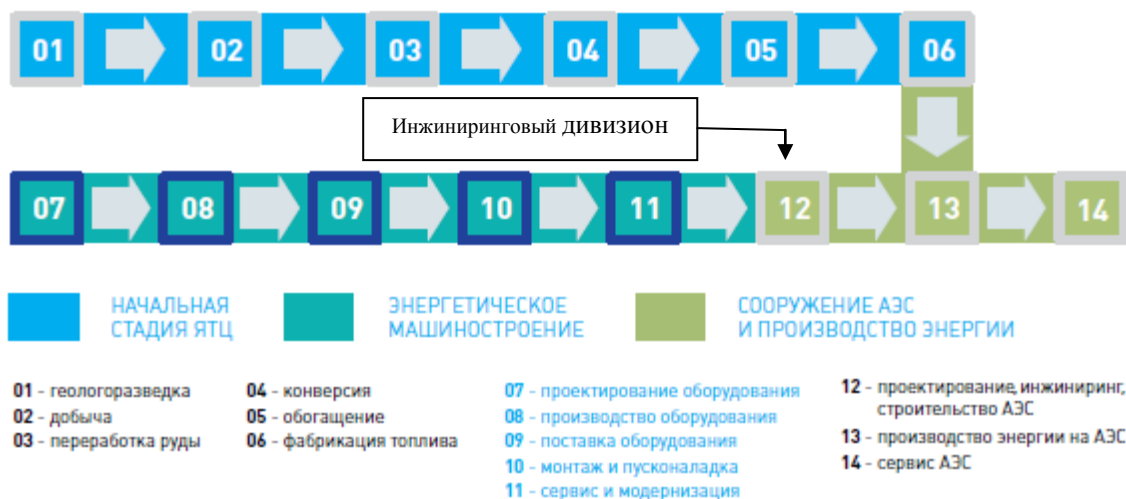 01 02 03 04 05 06
Инжиниринговый дивизион
07 08 09 10 11 12 13 14
НАЧАЛЬНАЯ
СТАДИЯ ЯТЦ
ЭНЕРГЕТИЧЕСКОЕ
МАШИНОСТРОЕНИЕ
СООРУЖЕНИЕ АЭС
И ПРОИЗВОДСТВО ЭНЕРГИИ
01 - геологоразведка
02 - добыча
03 - переработка руды
04 - конверсия
05 - обогащение
06 - фабрикация топлива
07 - проектирование оборудования
08 - производство оборудования
09 - поставка оборудования
10 - монтаж и пусконаладка
11 - сервис и модернизация
12 - проектирование, инжиниринг,
строительство АЭС
13 - производство энергии на АЭС
14 - сервис АЭС